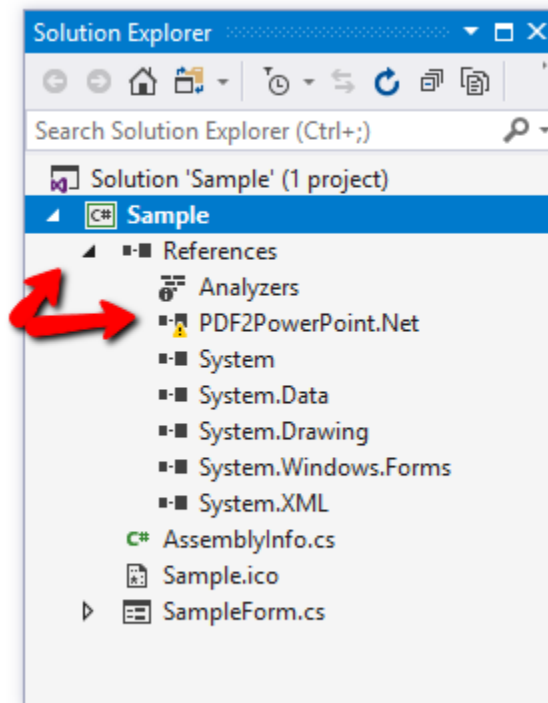 Solution Explorer
Search Solution Explorer (Ctrl+;)
Solution 'Sample' (1 project)
C# Sample
References
Analyzers
PDF2PowerPoint.Net
System
System.Data
System.Drawing
System.Windows.Forms
System.XML
C# AssemblyInfo.cs
Sample.ico
SampleForm.cs